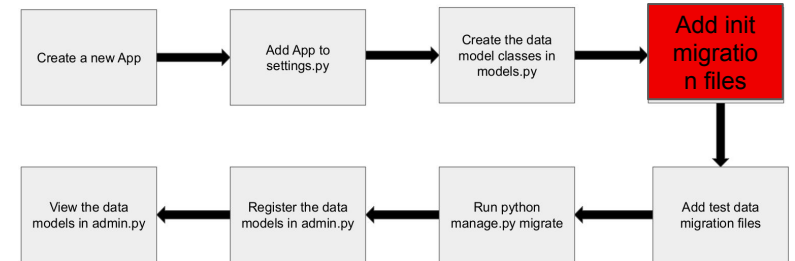 Create a new App
Add App to
settings.py
Create the data
model classes in
models.py
Add init
migratio
n files
Add test data
migration files
Run python
manage.py migrate
Register the data
models in admin.py
View the data
models in admin.py